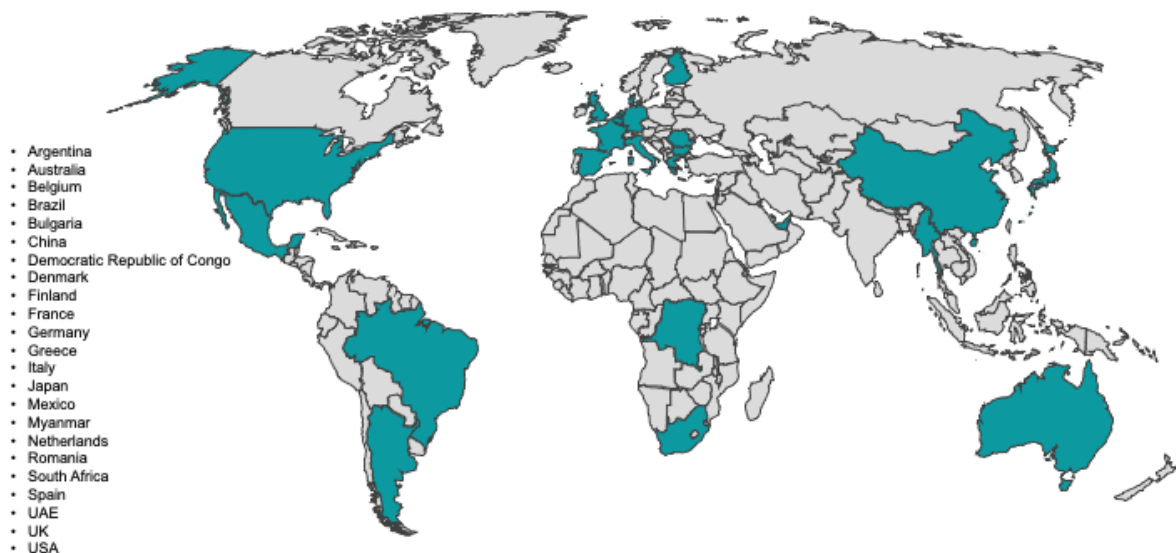 • Argentina
• Australia
• Belgium
• Brazil
• Bulgaria
• China
• Democratic Republic of Congo
• Denmark
• Finland
• France
• Germany
• Greece
• Italy
• Japan
• Mexico
• Myanmar
• Netherlands
• Romania
• South Africa
• Spain
• UAE
• UK
• USA